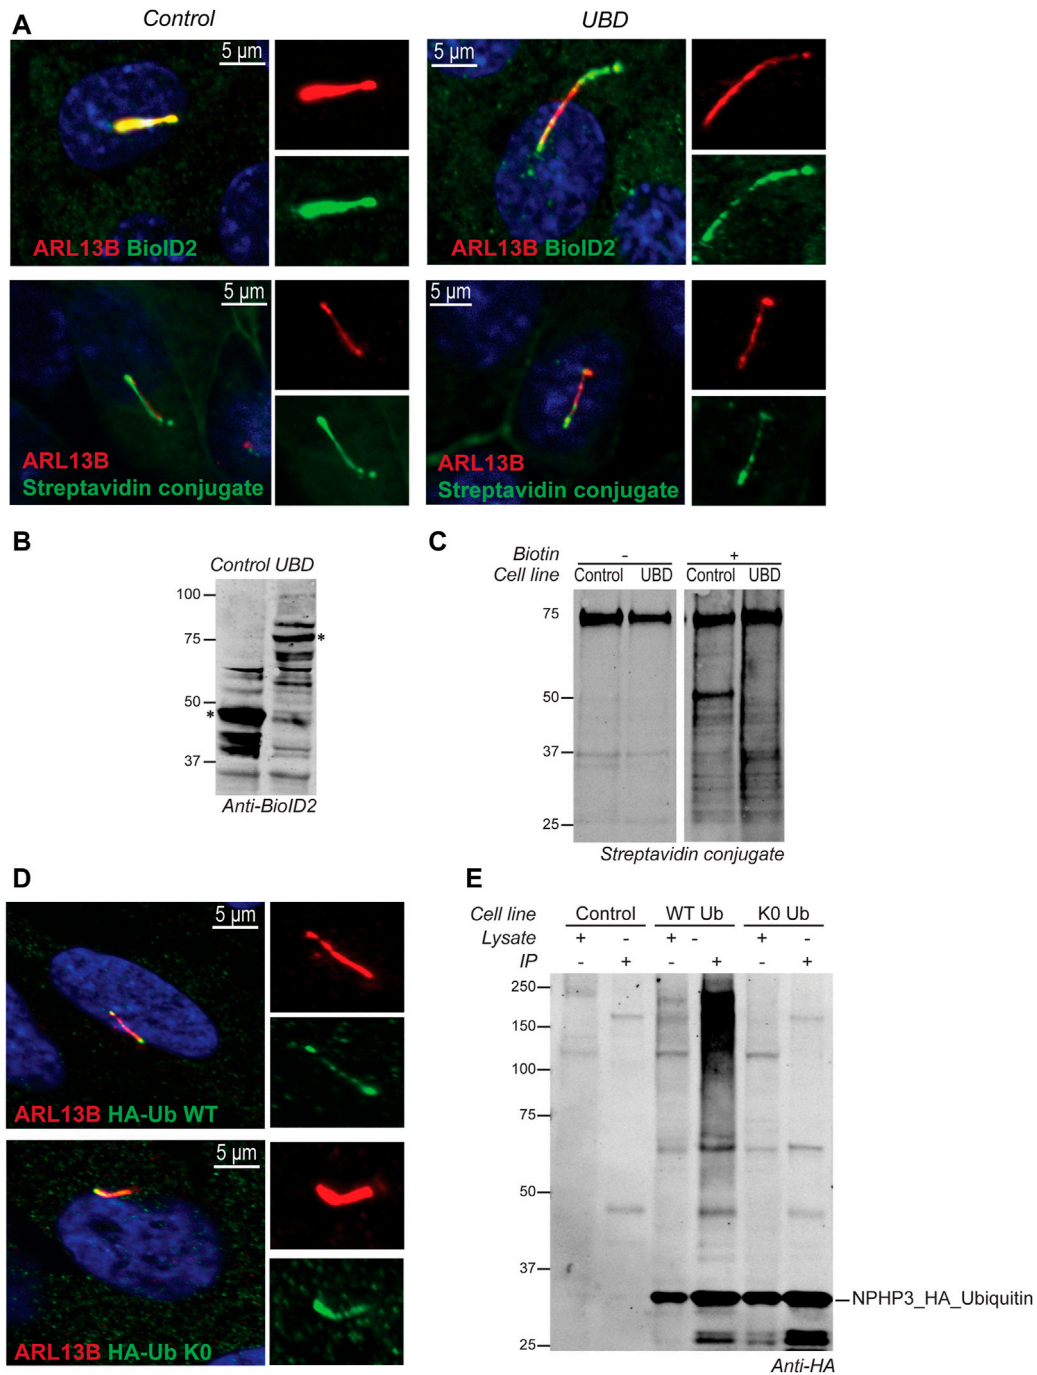 A
Control
UBD
5 µm
5 µm
ARL13B BioID2
ARL13B BioID2
5 µm
5 µm
ARL13B
Streptavidin conjugate
ARL13B
Streptavidin conjugate
B
Control UBD
100
75
50
37
*
*
Anti-BioID2
C
Biotin - +
Cell line Control UBD Control UBD
75
50
37
25
Streptavidin conjugate
D
5 µm
ARL13B HA-Ub WT
5 µm
ARL13B HA-Ub K0
E
Cell line Control WT Ub K0 Ub
Lysate + - + - + -
IP - + - + - +
250
150
100
75
50
37
25
NPHP3_HA_Ubiquitin
Anti-HA